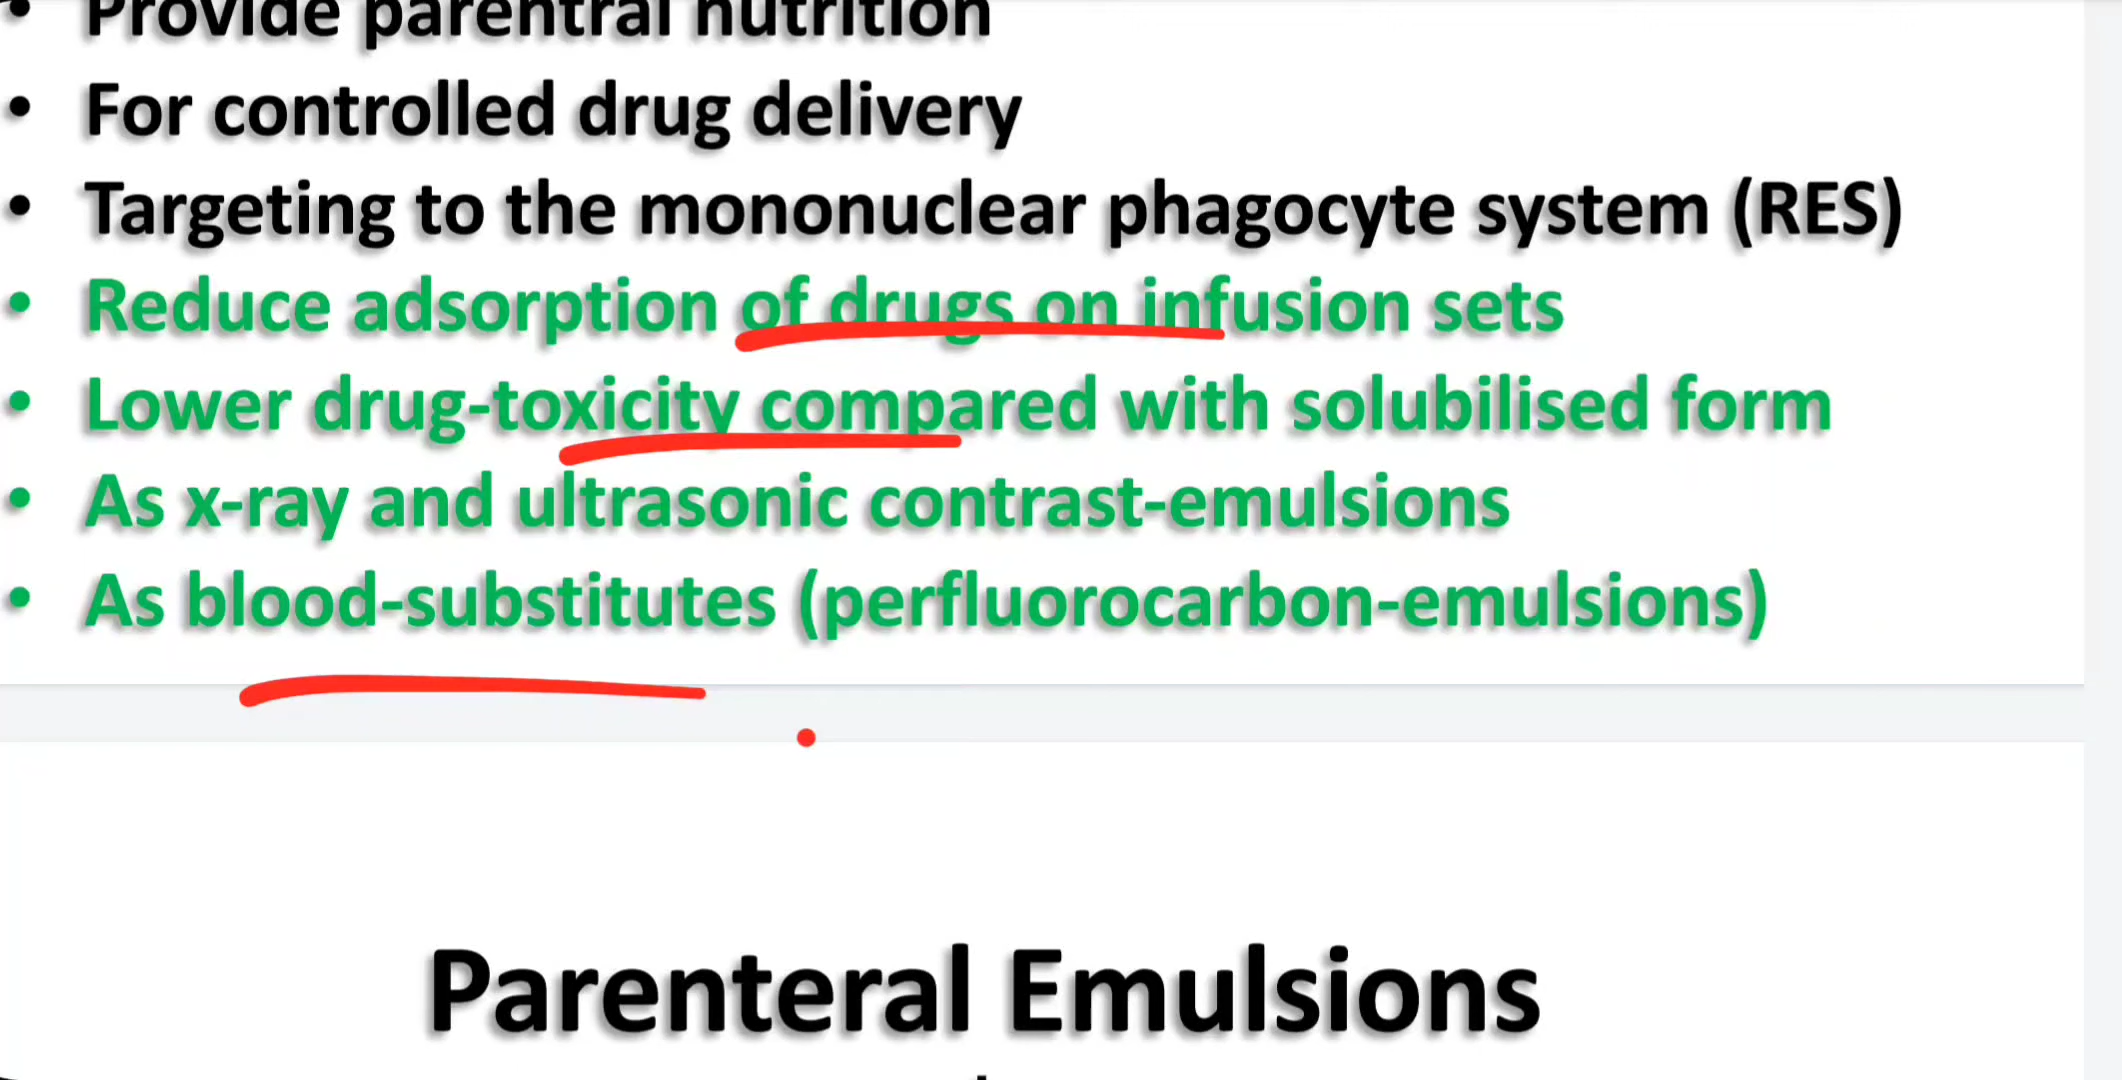 • Provide parentral nutrition
• For controlled drug delivery
• Targeting to the mononuclear phagocyte system (RES)
• Reduce adsorption of drugs on infusion sets
• Lower drug-toxicity compared with solubilised form
• As x-ray and ultrasonic contrast-emulsions
• As blood-substitutes (perfluorocarbon-emulsions)
Parenteral Emulsions